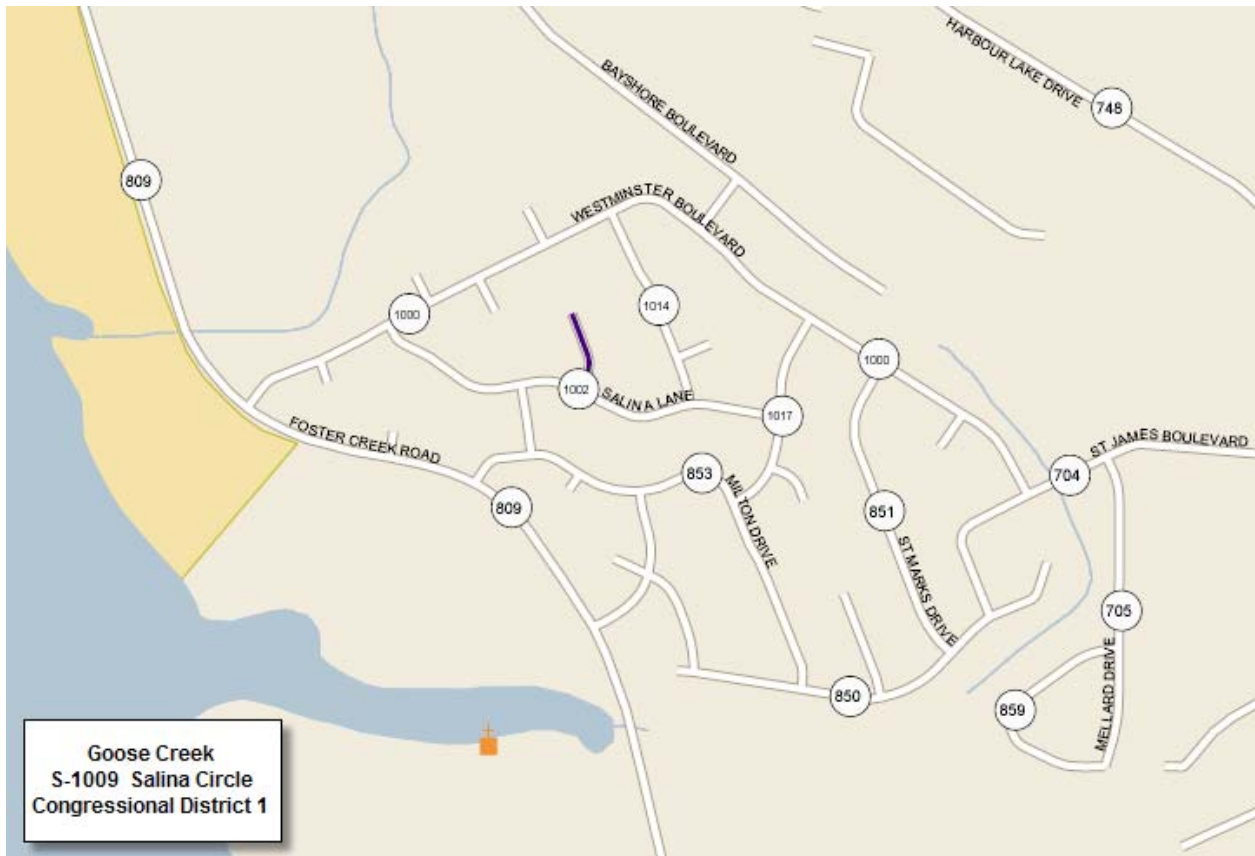 HARBOUR LAKE DRIVE
748
BAYSHORE BOULEVARD
809
WESTMINSTER BOULEVARD
1000
1014
1000
1002
SALINA LANE
1017
FOSTER CREEK ROAD
ST JAMES BOULEVARD
853
704
MILTON DRIVE
809
851
ST MARKS DRIVE
705
MELLARD DRIVE
850
859
Goose Creek
S-1009 Salina Circle
Congressional District 1